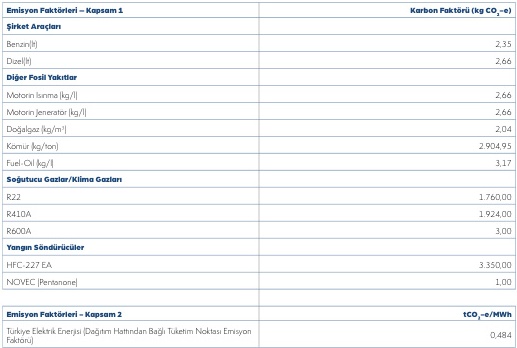 Emisyon Faktörleri – Kapsam 1 Karbon Faktörü (kg CO₂-e)
Şirket Araçları
Benzin(lt) 2,35
Dizel(lt) 2,66
Diğer Fosil Yakıtlar
Motorin Isınma (kg/l) 2,66
Motorin Jeneratör (kg/l) 2,66
Doğalgaz (kg/m³) 2,04
Kömür (kg/ton) 2.904,95
Fuel-Oil (kg/l) 3,17
Soğutucu Gazlar/Klima Gazları
R22 1.760,00
R410A 1.924,00
R600A 3,00
Yangın Söndürücüler
HFC-227 EA 3.350,00
NOVEC (Pentanone) 1,00
Emisyon Faktörleri – Kapsam 2 tCO₂-e/MWh
Türkiye Elektrik Enerjisi (Dağıtım Hattından Bağlı Tüketim Noktası Emisyon
Faktörü) 0,484